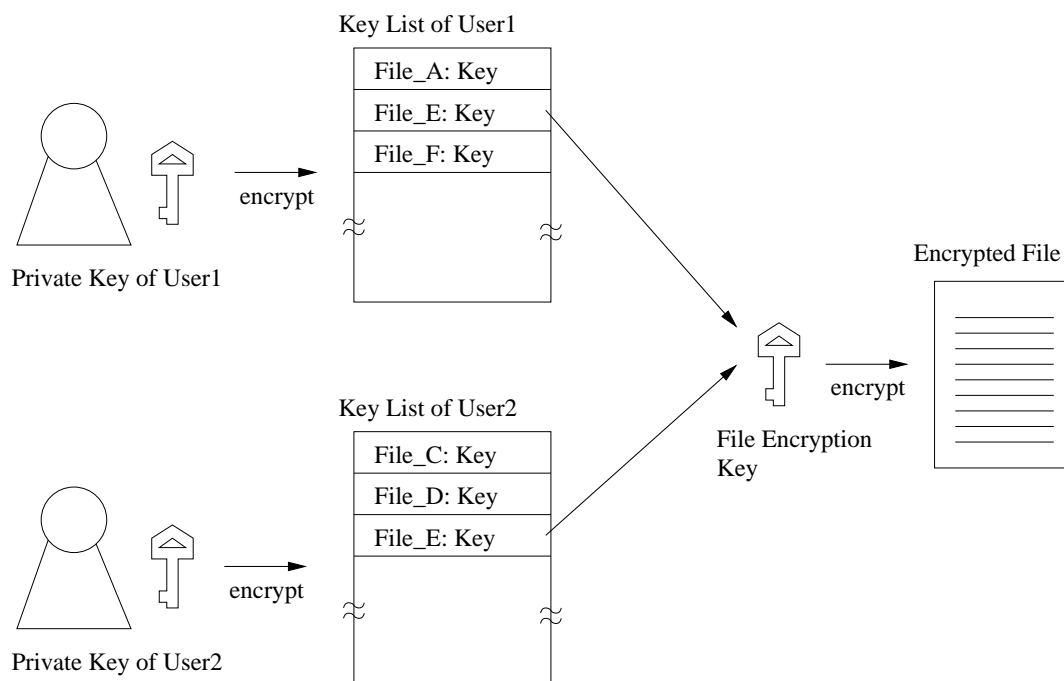 Key List of User1
File_A: Key
File_E: Key
File_F: Key
encrypt
Private Key of User1
Encrypted File
encrypt
File Encryption
Key
Key List of User2
File_C: Key
File_D: Key
File_E: Key
encrypt
Private Key of User2